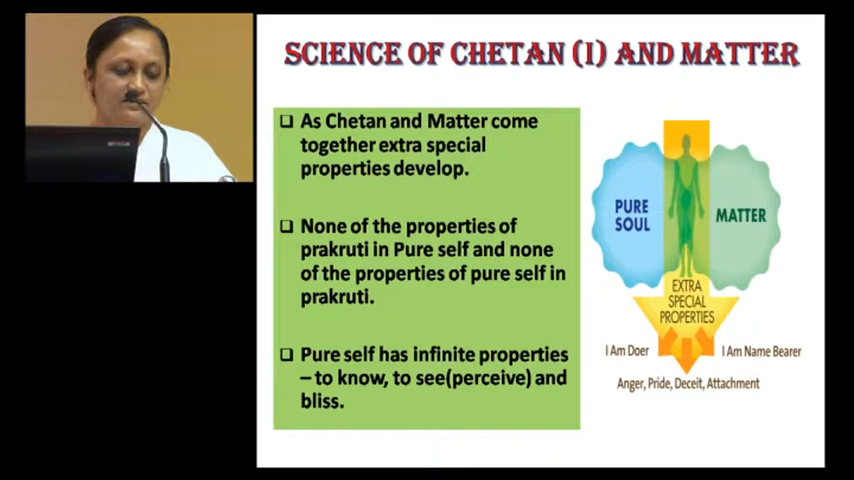 SCIENCE OF CHETAN (I) AND MATTER
As Chetan and Matter come
together extra special
properties develop.
None of the properties of
prakruti in Pure self and none
of the properties of pure self in
prakruti.
Pure self has infinite properties
– to know, to see(perceive) and
bliss.
PURE
SOUL
MATTER
EXTRA
SPECIAL
PROPERTIES
I Am Doer
I Am Name Bearer
Anger, Pride, Deceit, Attachment